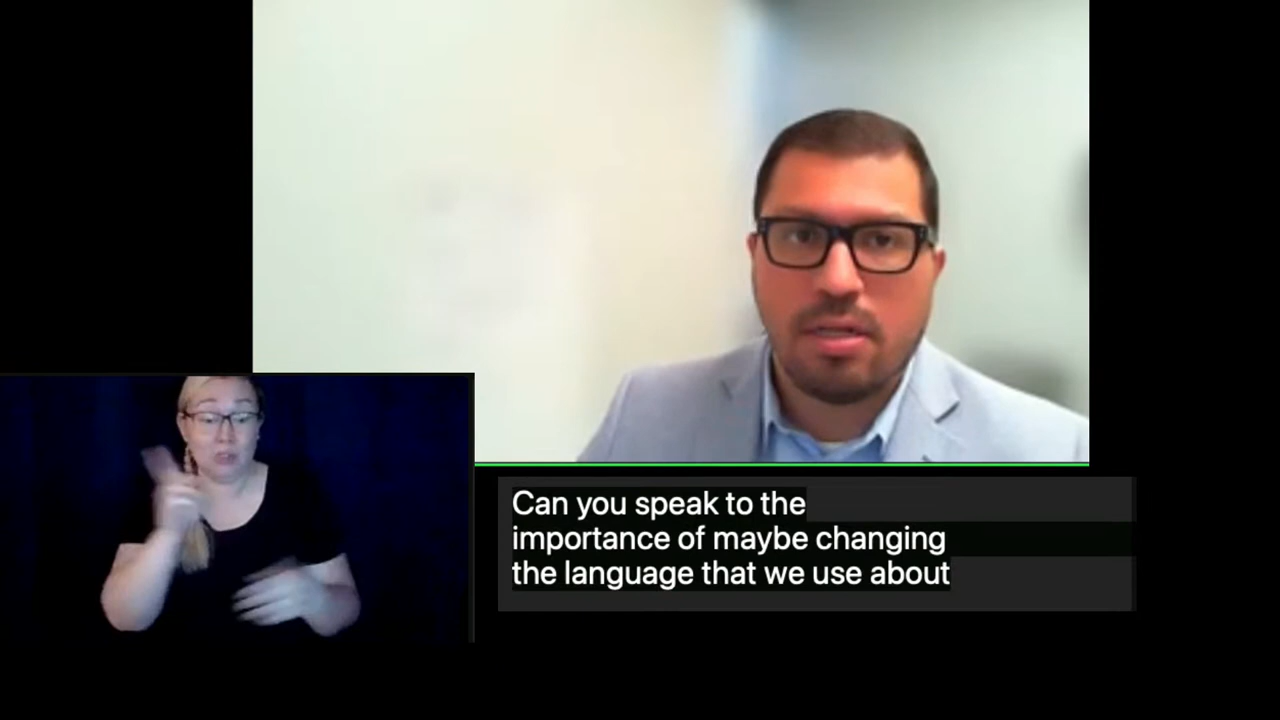 Can you speak to the
importance of maybe changing
the language that we use about